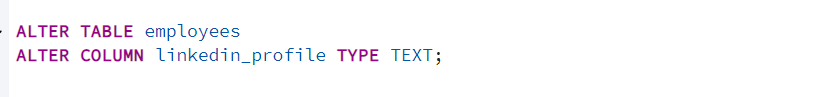 ALTER TABLE employees
ALTER COLUMN linkedin_profile TYPE TEXT;